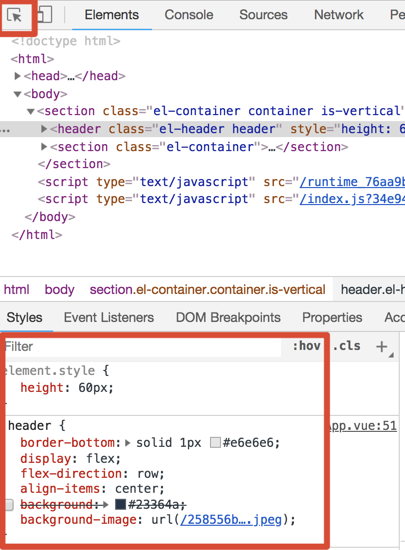 Elements Console Sources Network Pe
<!doctype html>
<html>
<head>…</head>
<body>
<section class="el-container container is-vertical"
… <header class="el-header header" style="height: 6
<section class="el-container">…</section>
</section>
<script type="text/javascript" src="/runtime_76aa9b
<script type="text/javascript" src="/index.js?34e94
</body>
</html>
html body section.el-container.container.is-vertical header.el-h
Styles Event Listeners DOM Breakpoints Properties Acc
Filter :hov .cls +
element.style {
height: 60px;
}
header { App.vue:51
border-bottom: solid 1px #e6e6e6;
display: flex;
flex-direction: row;
align-items: center;
background: #23364a;
background-image: url(/258556b….jpeg);
}